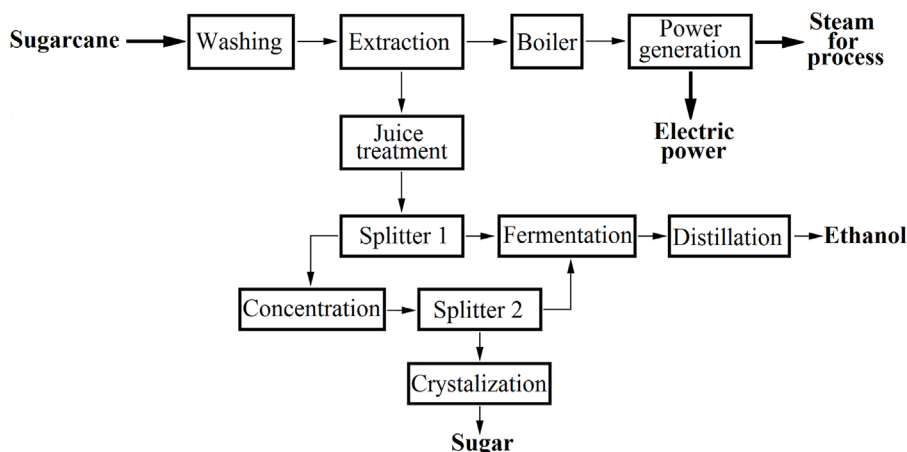 Sugarcane
Washing
Extraction
Boiler
Power
generation
Steam
for
process
Electric
power
Juice
treatment
Splitter 1
Fermentation
Distillation
Ethanol
Concentration
Splitter 2
Crystalization
Sugar